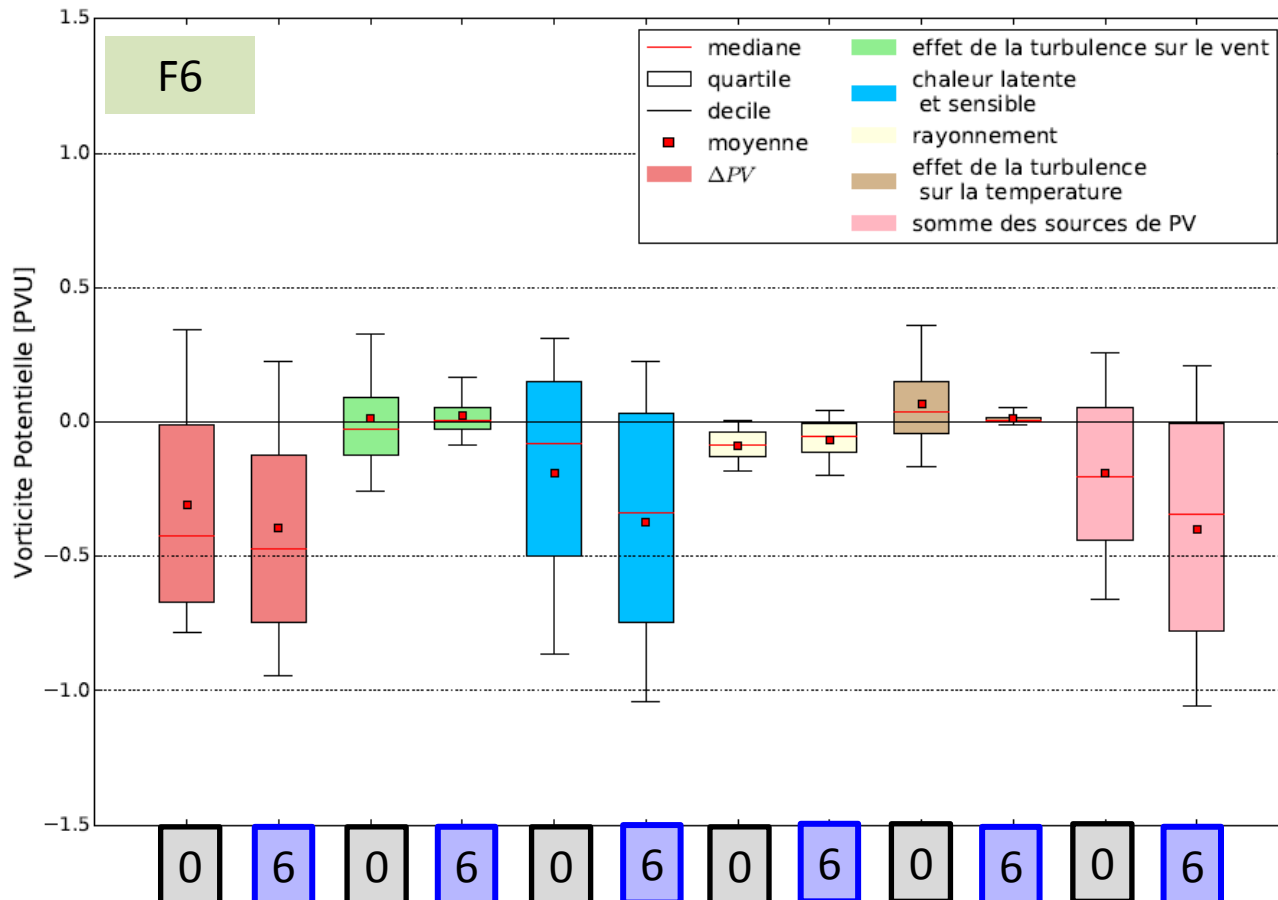 F6
mediane
quartile
decile
moyenne
ΔPV
effet de la turbulence sur le vent
chaleur latente
et sensible
rayonnement
effet de la turbulence
sur la temperature
somme des sources de PV
Vorticite Potentielle [PVU]
1.5
1.0
0.5
0.0
−0.5
−1.0
−1.5
0 6 0 6 0 6 0 6 0 6 0 6